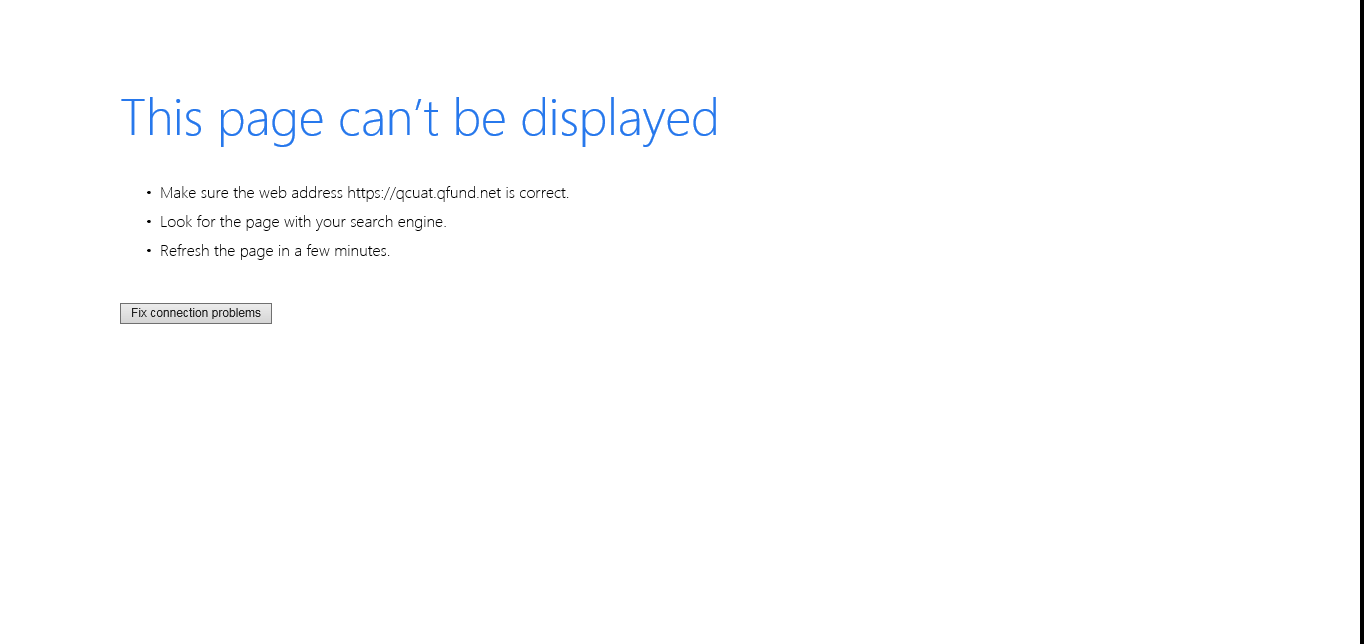 This page can’t be displayed
• Make sure the web address https://qcuat.qfund.net is correct.
• Look for the page with your search engine.
• Refresh the page in a few minutes.
Fix connection problems